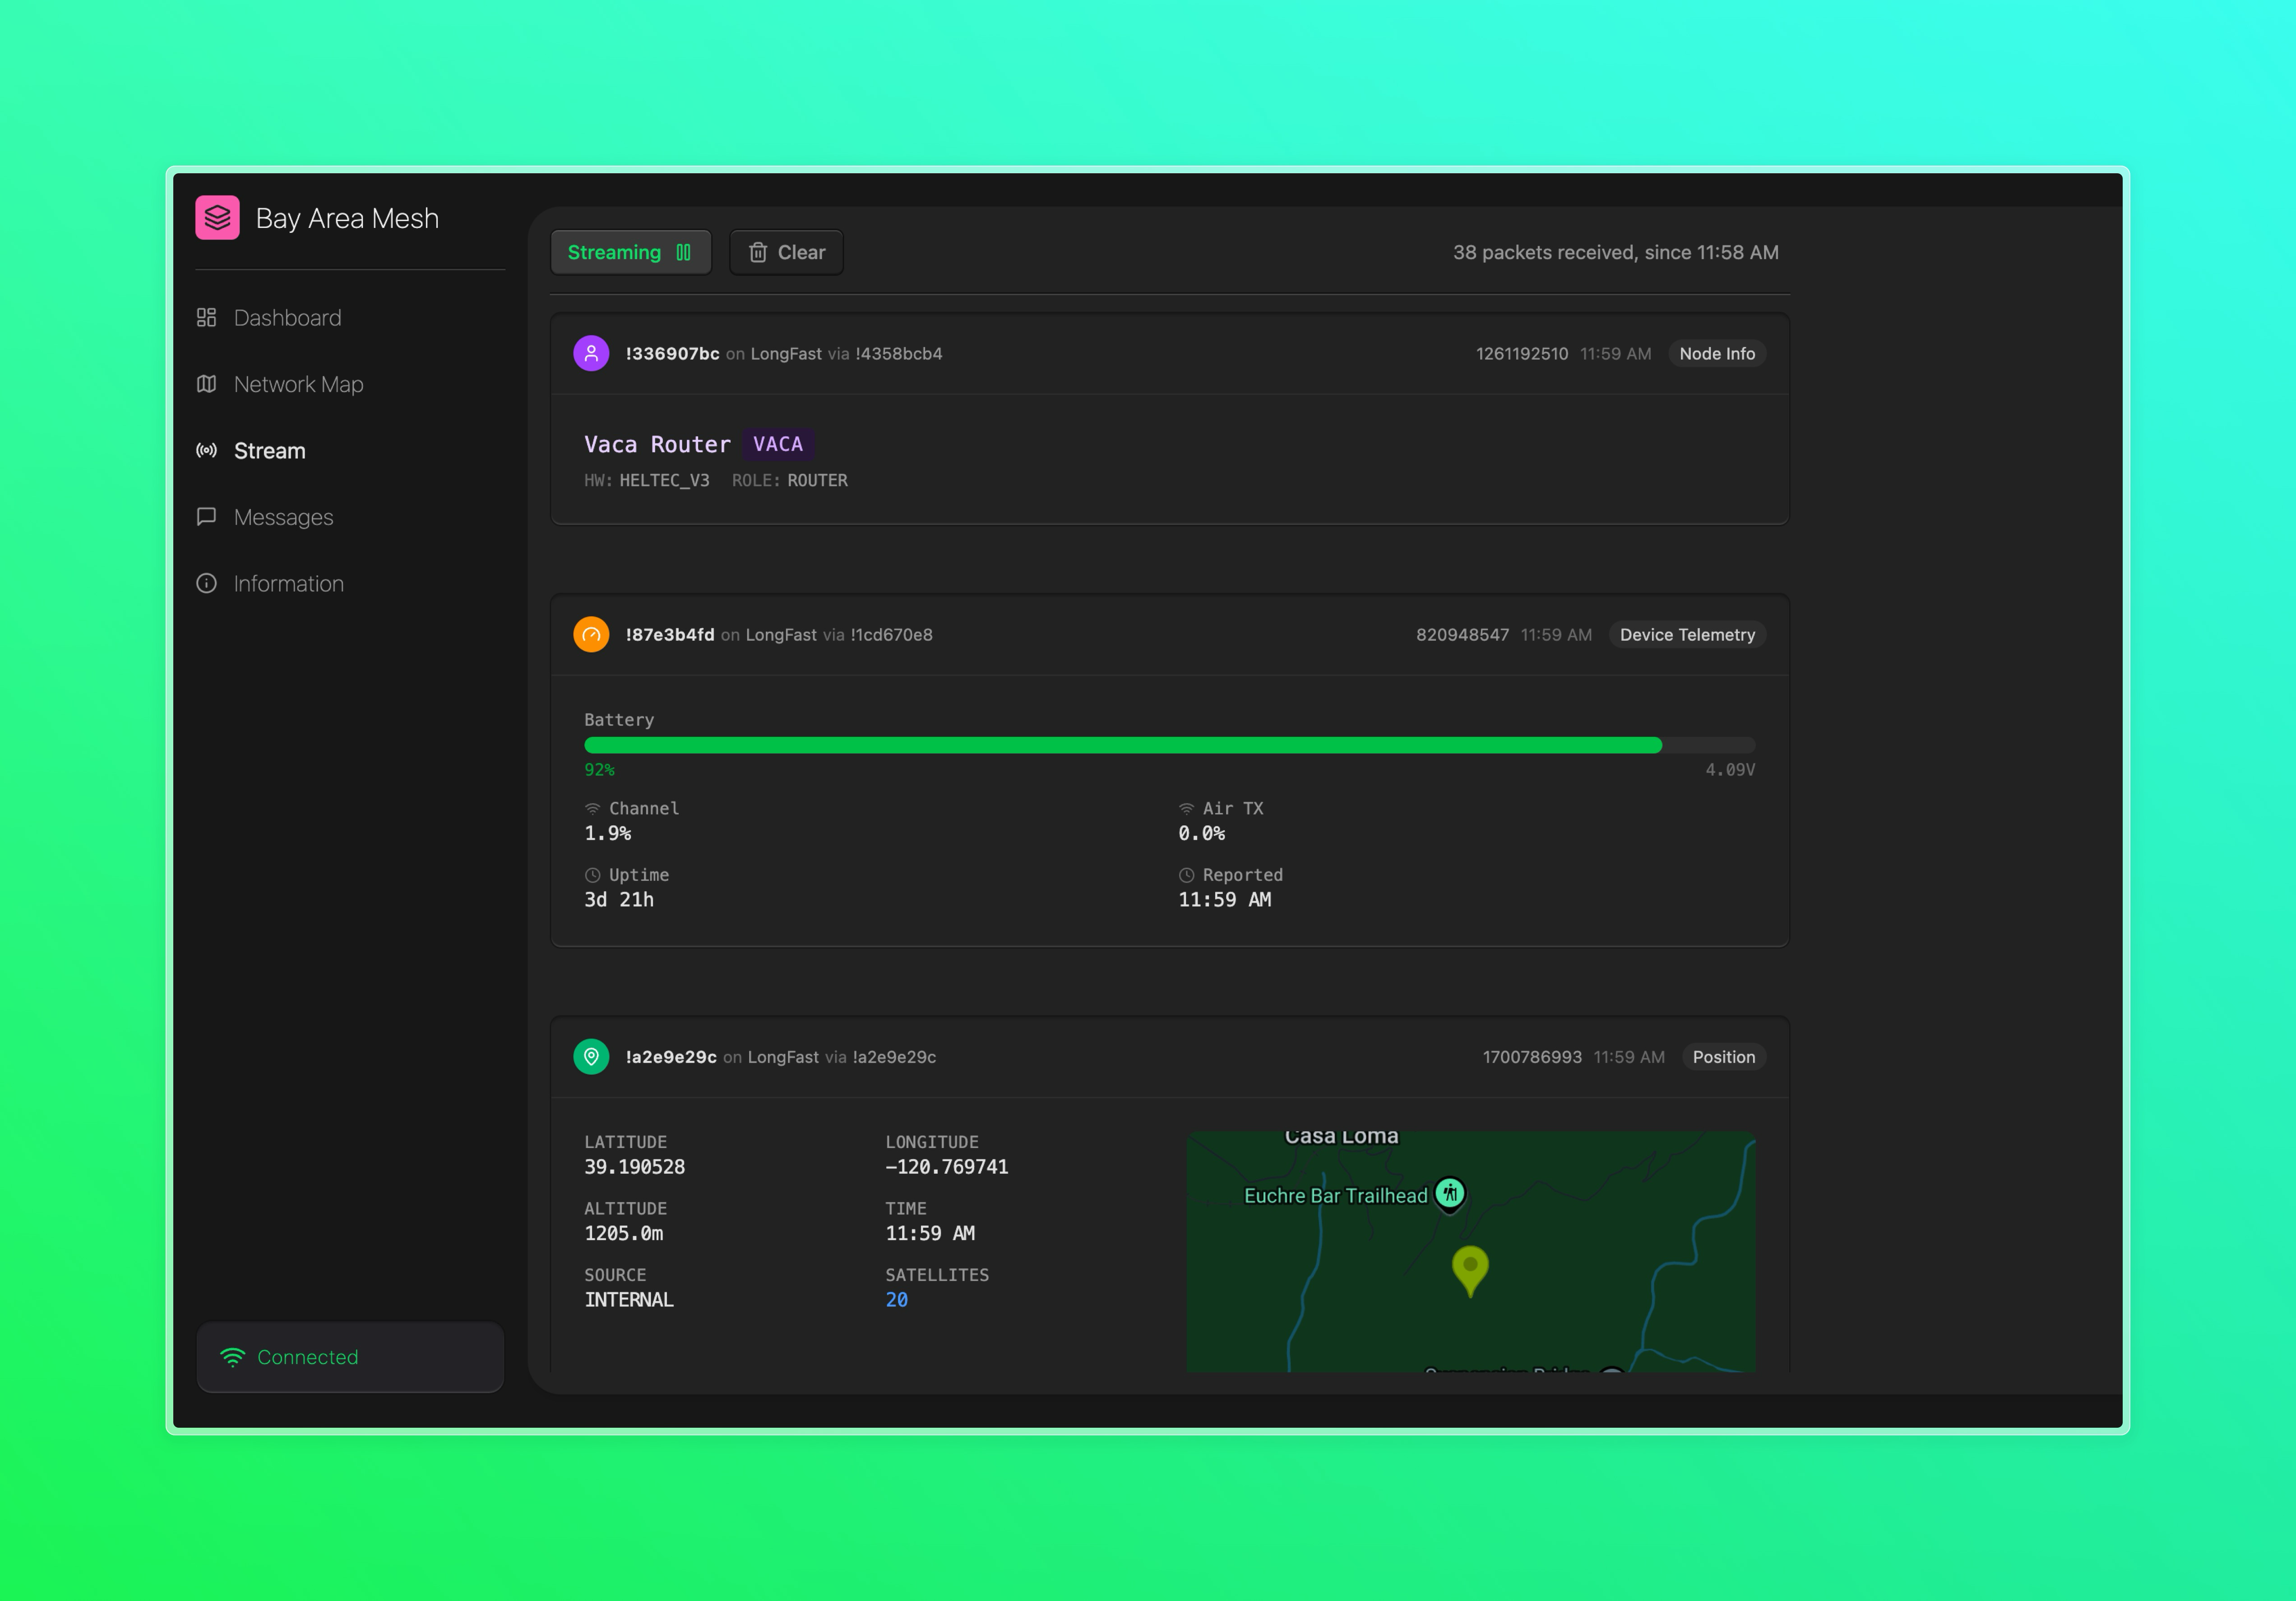 Bay Area Mesh
Dashboard
Network Map
Stream
Messages
Information
Connected
Streaming
Clear
38 packets received, since 11:58 AM
!336907bc on LongFast via !4358bcb4
1261192510 11:59 AM Node Info
Vaca Router VACA
HW: HELTEC_V3 ROLE: ROUTER
!87e3b4fd on LongFast via !1cd670e8
820948547 11:59 AM Device Telemetry
Battery
92% 4.09V
Channel
1.9%
Air TX
0.0%
Uptime
3d 21h
Reported
11:59 AM
!a2e9e29c on LongFast via !a2e9e29c
1700786993 11:59 AM Position
LATITUDE
39.190528
LONGITUDE
-120.769741
ALTITUDE
1205.0m
TIME
11:59 AM
SOURCE
INTERNAL
SATELLITES
20
Casa Loma
Euchre Bar Trailhead